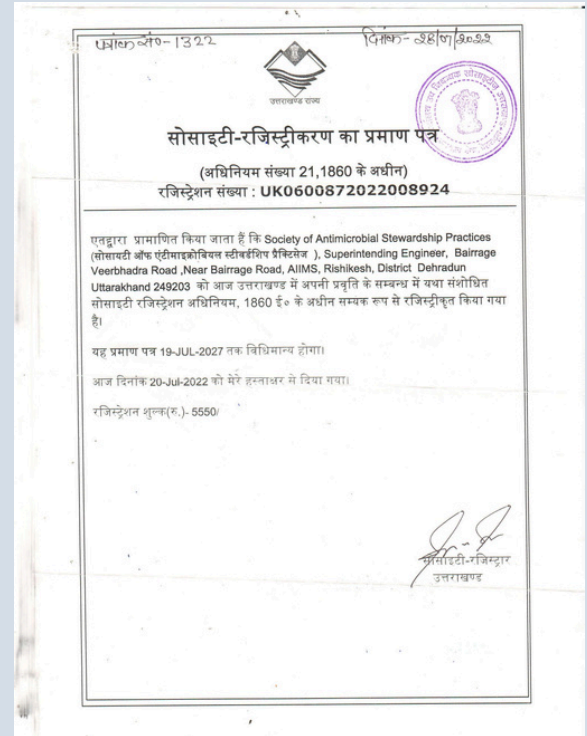 पत्रांक सं०-1322
दिनांक- 28/07/2022
उत्तराखण्ड राज्य
सोसाइटी-रजिस्ट्रीकरण का प्रमाण पत्र
(अधिनियम संख्या 21,1860 के अधीन)
रजिस्ट्रेशन संख्या : UK0600872022008924
एतद्द्वारा प्रामाणित किया जाता हैं कि Society of Antimicrobial Stewardship Practices
(सोसायटी ऑफ एंटीमाइक्रोबियल स्टीवर्डशिप प्रैक्टिसेज ), Superintending Engineer, Bairrage
Veerbhadra Road ,Near Bairrage Road, AIIMS, Rishikesh, District Dehradun
Uttarakhand 249203 को आज उत्तराखण्ड में अपनी प्रवृति के सम्बन्ध में यथा संशोधित
सोसाइटी रजिस्ट्रेशन अधिनियम, 1860 ई० के अधीन सम्यक रूप से रजिस्ट्रीकृत किया गया
है।
यह प्रमाण पत्र 19-JUL-2027 तक विधिमान्य होगा।
आज दिनांक 20-Jul-2022 को मेरे हस्ताक्षर से दिया गया।
रजिस्ट्रेशन शुल्क(रु.)- 5550/
सोसाइटी-रजिस्ट्रार
उत्तराखण्ड